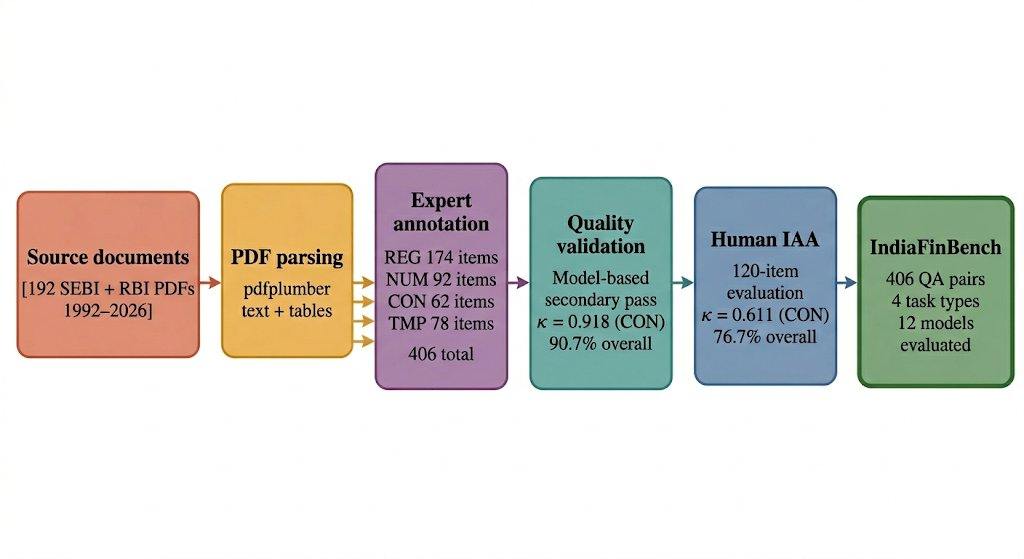 Source documents
[192 SEBI + RBI PDFs
1992–2026]
PDF parsing
pdfplumber
text + tables
Expert
annotation
REG 174 items
NUM 92 items
CON 62 items
TMP 78 items
406 total
Quality
validation
Model-based
secondary pass
κ = 0.918 (CON)
90.7% overall
Human IAA
120-item
evaluation
κ = 0.611 (CON)
76.7% overall
IndiaFinBench
406 QA pairs
4 task types
12 models
evaluated